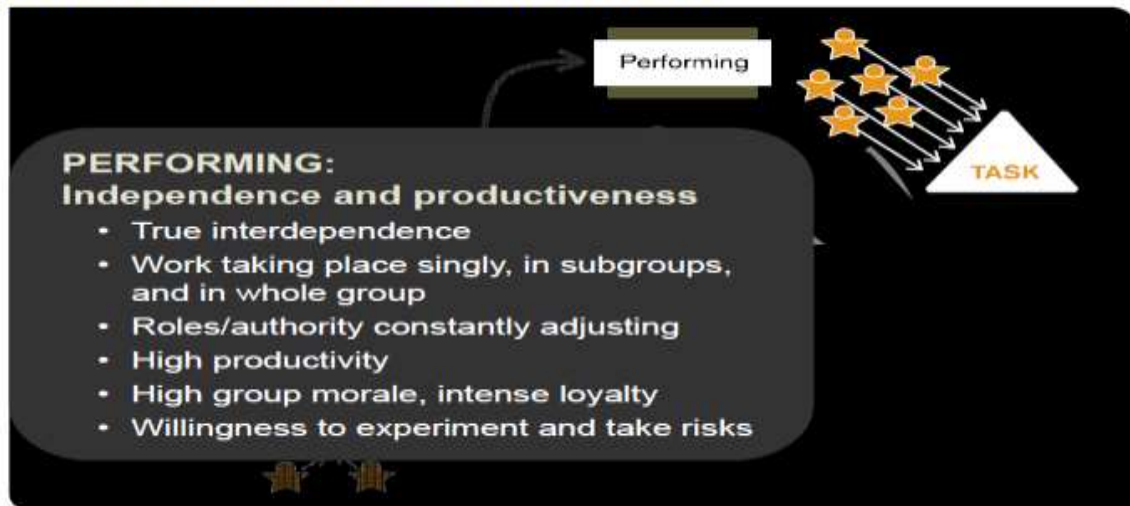 Performing
TASK
PERFORMING:
Independence and productiveness
• True interdependence
• Work taking place singly, in subgroups,
and in whole group
• Roles/authority constantly adjusting
• High productivity
• High group morale, intense loyalty
• Willingness to experiment and take risks